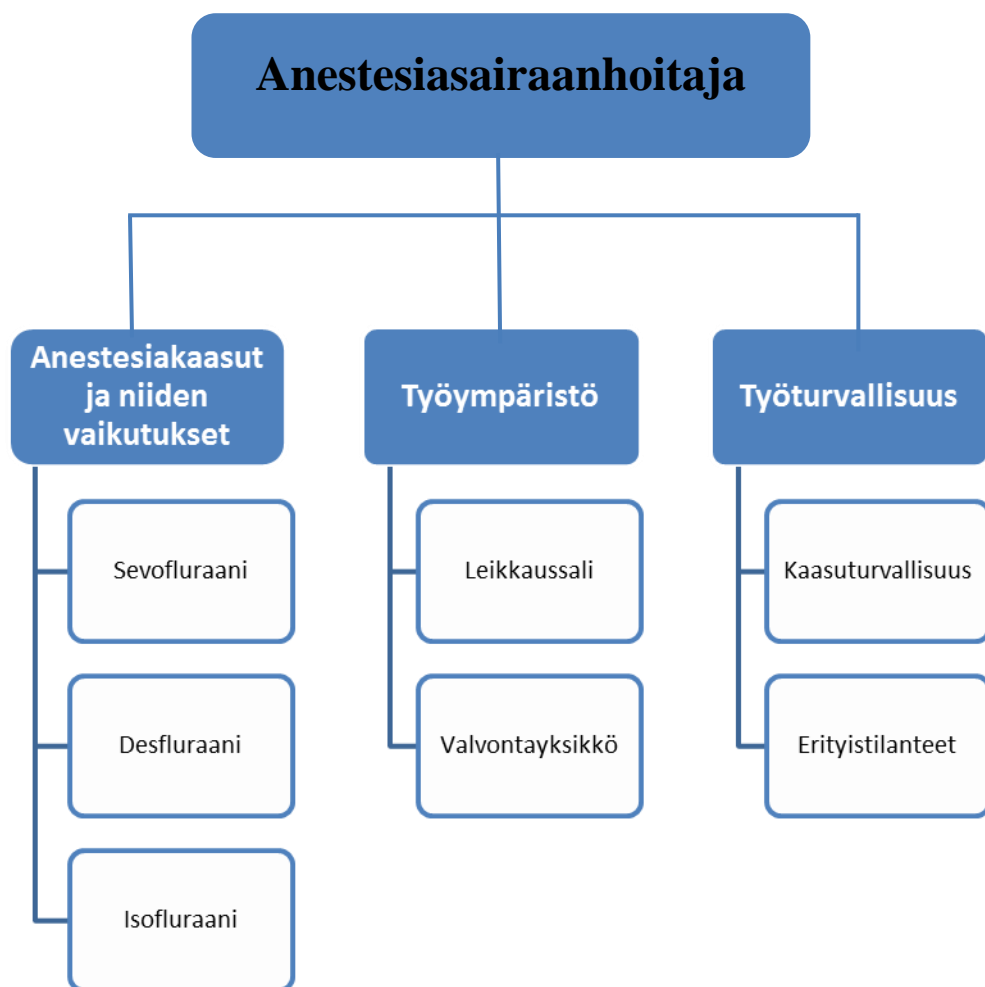 Anestesiasairaanhoitaja
Anestesiakaasut
ja niiden
vaikutukset
Sevofluraani
Desfluraani
Isofluraani
Työympäristö
Leikkaussali
Valvontayksikkö
Työturvallisuus
Kaasuturvallisuus
Erityistilanteet